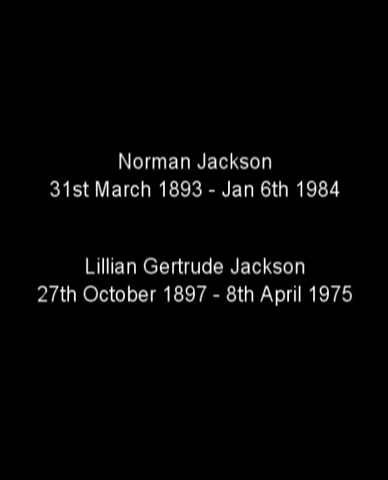 Norman Jackson
31st March 1893 - Jan 6th 1984
Lillian Gertrude Jackson
27th October 1897 - 8th April 1975